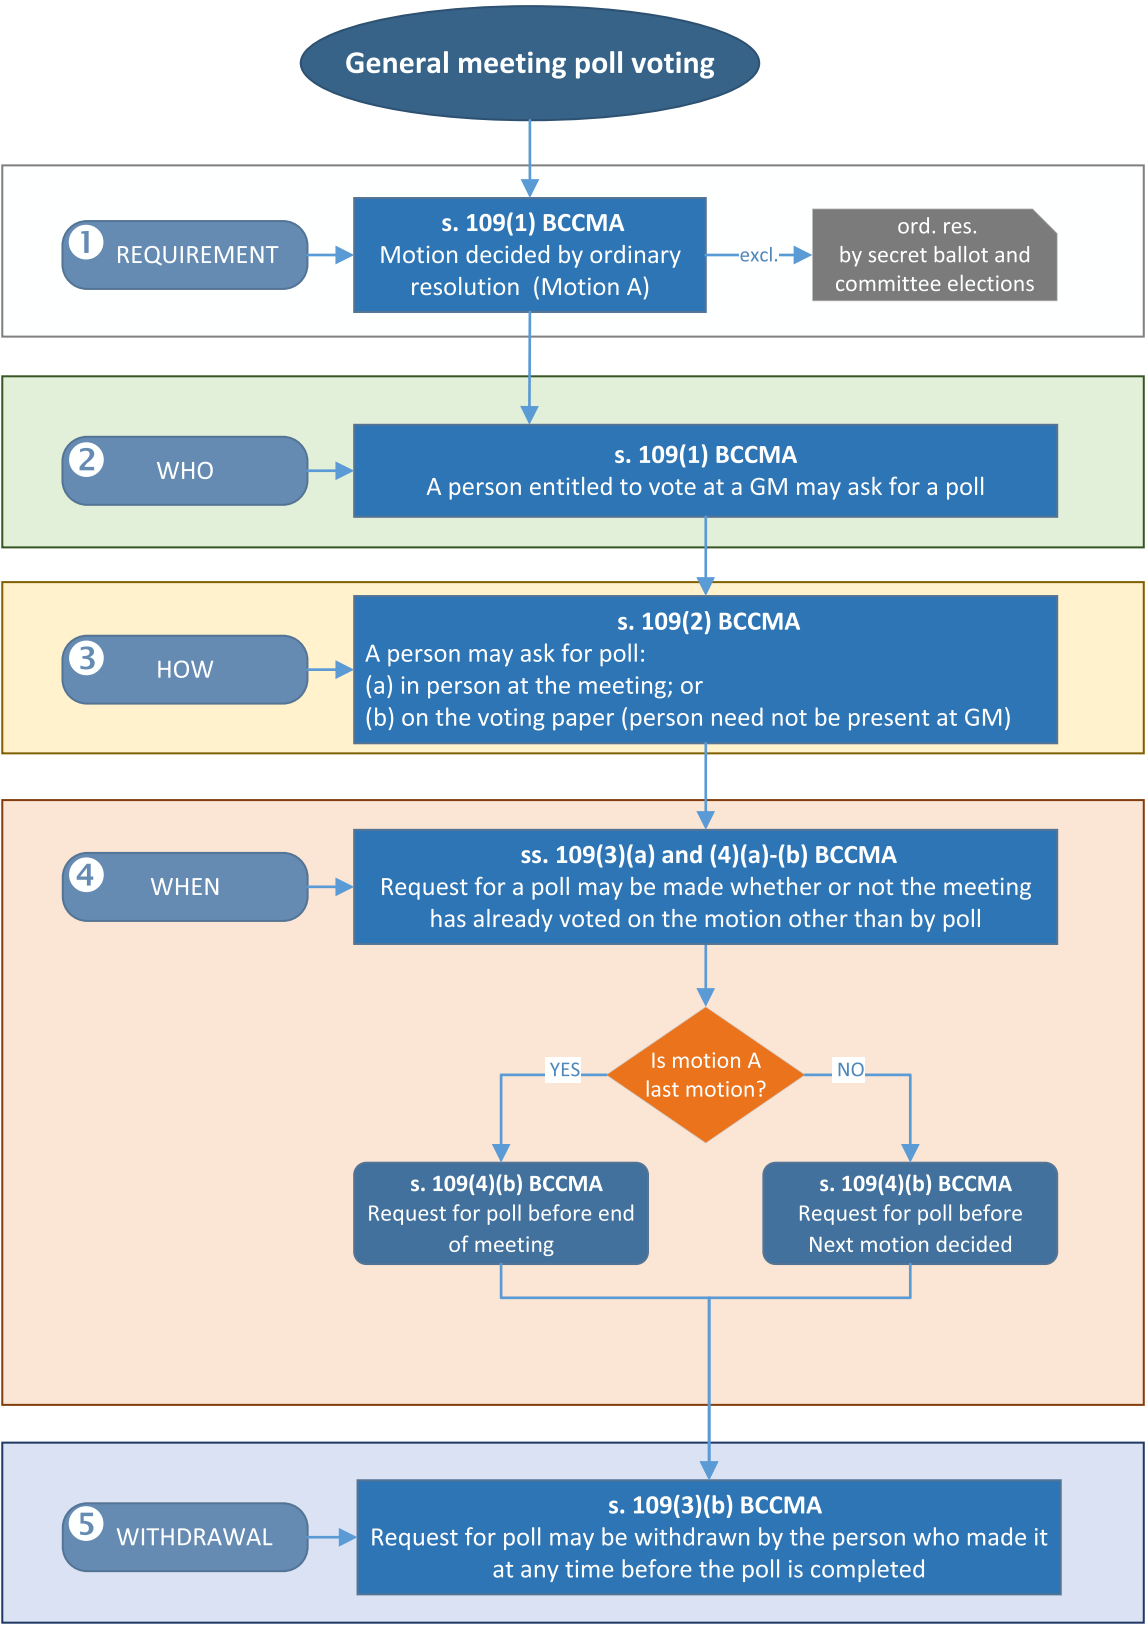 General meeting poll voting
1
REQUIREMENT
s. 109(1) BCCMA
Motion decided by ordinary
resolution (Motion A)
excl.
ord. res.
by secret ballot and
committee elections
2
WHO
s. 109(1) BCCMA
A person entitled to vote at a GM may ask for a poll
3
HOW
s. 109(2) BCCMA
A person may ask for poll:
(a) in person at the meeting; or
(b) on the voting paper (person need not be present at GM)
4
WHEN
ss. 109(3)(a) and (4)(a)-(b) BCCMA
Request for a poll may be made whether or not the meeting
has already voted on the motion other than by poll
Is motion A
last motion?
YES
NO
s. 109(4)(b) BCCMA
Request for poll before end
of meeting
s. 109(4)(b) BCCMA
Request for poll before
Next motion decided
5
WITHDRAWAL
s. 109(3)(b) BCCMA
Request for poll may be withdrawn by the person who made it
at any time before the poll is completed